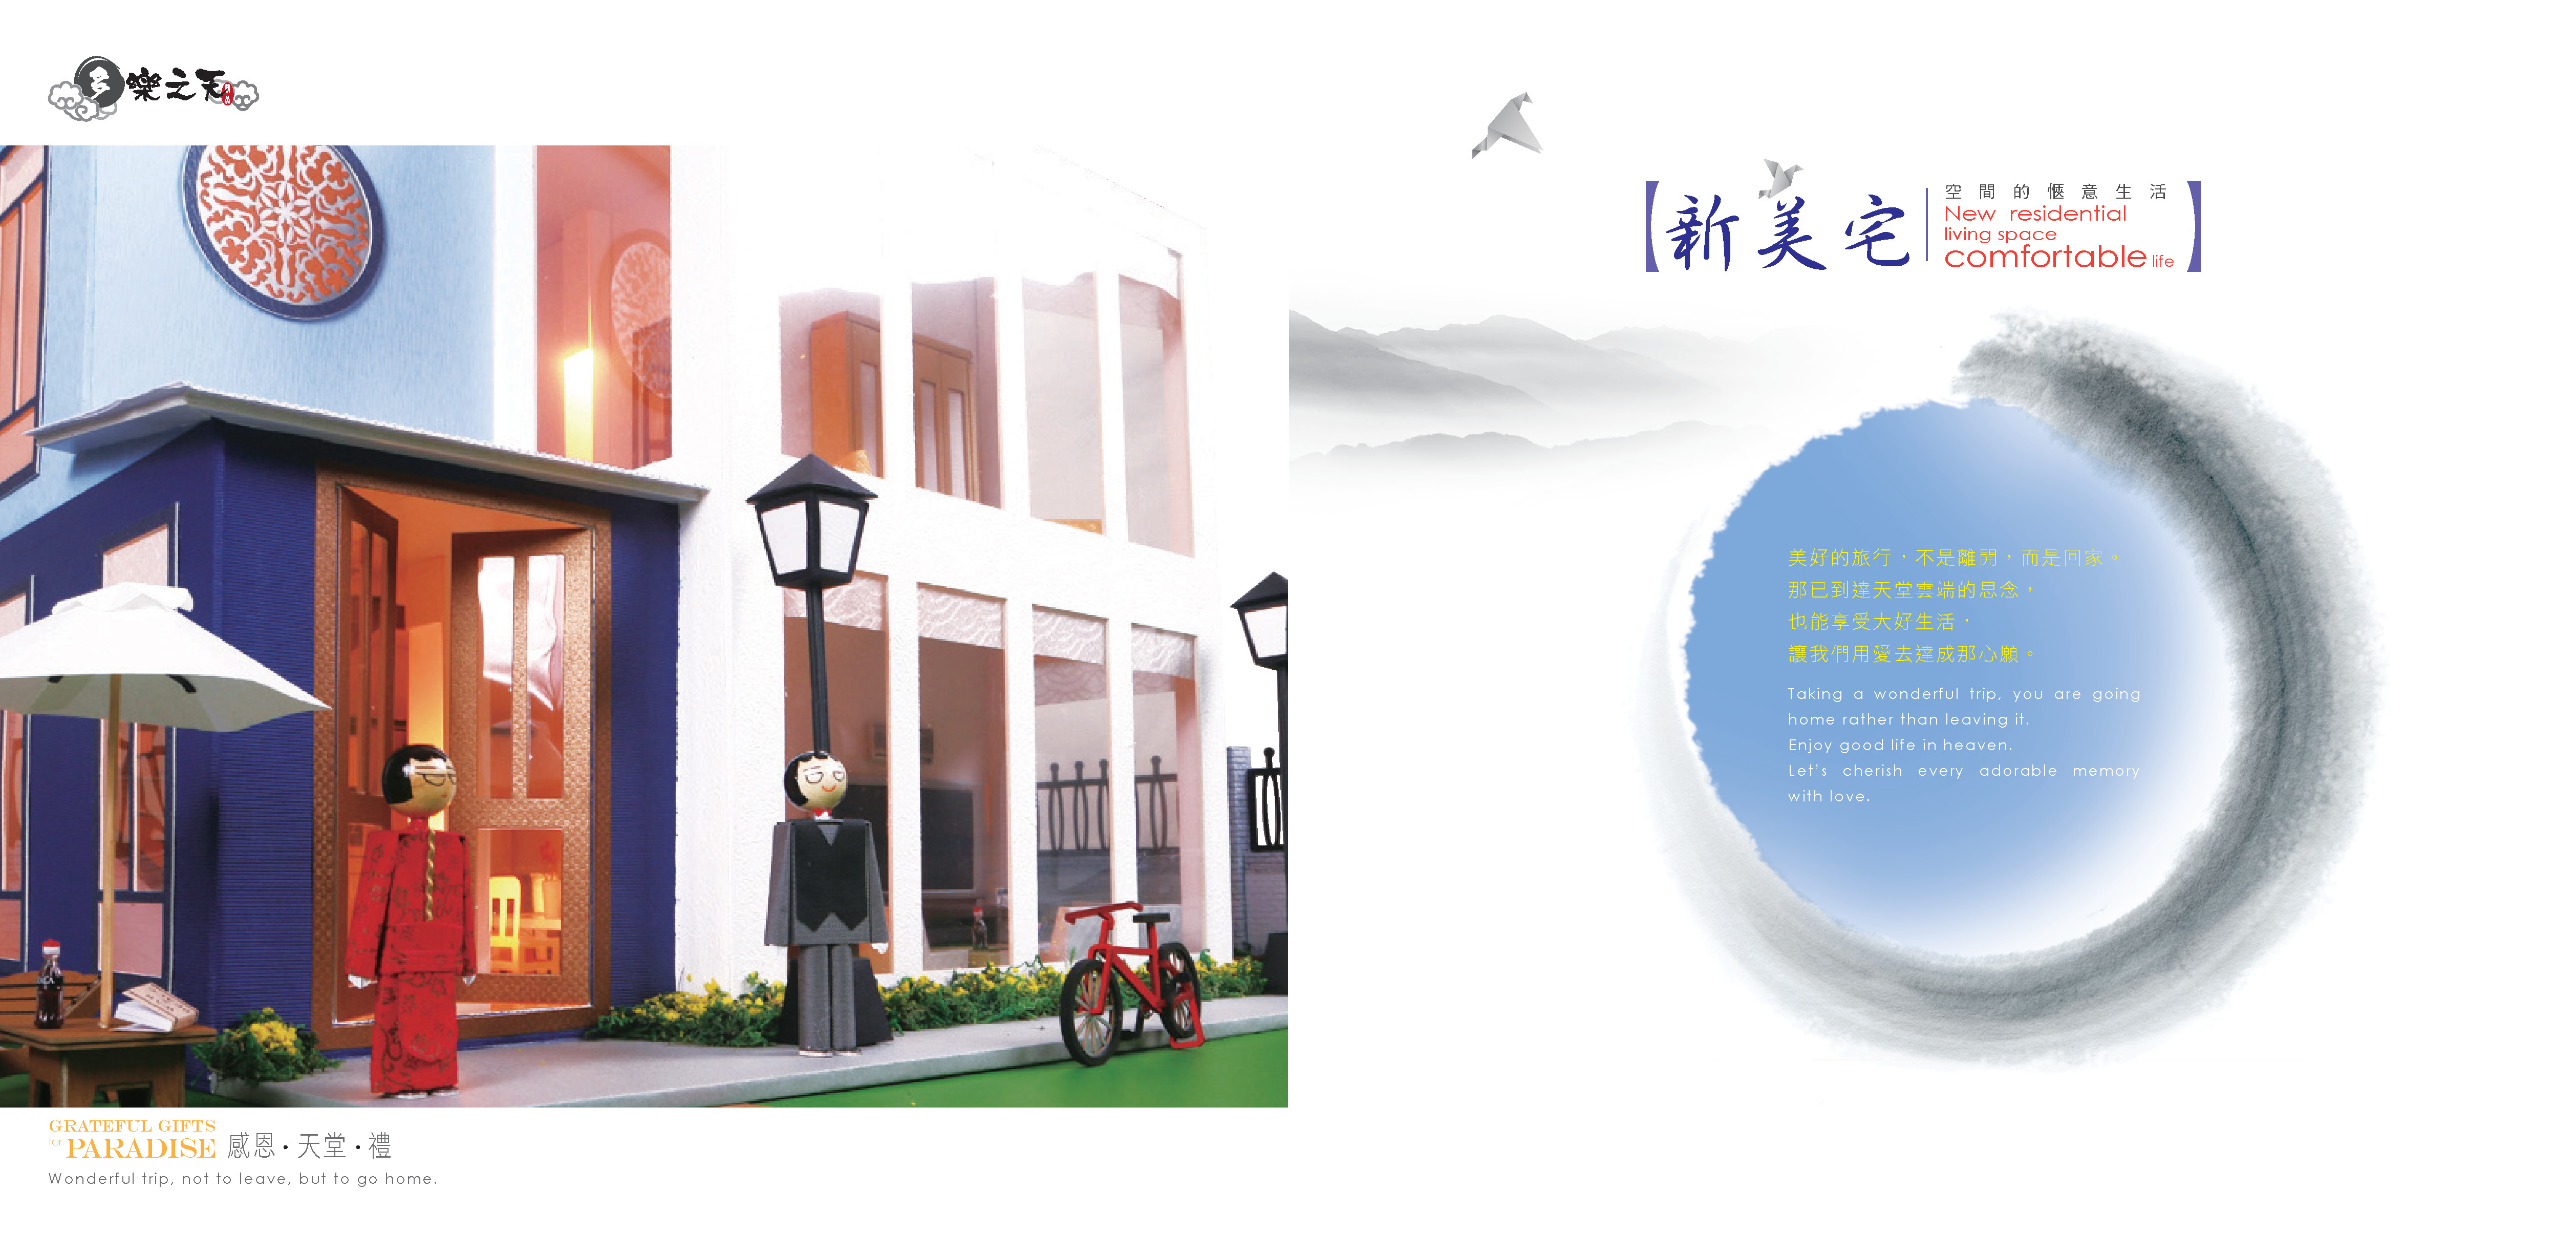 多樂之天
GRATEFUL GIFTS
for PARADISE 感恩・天堂・禮
Wonderful trip, not to leave, but to go home.
【新美宅
空間的愜意生活
New residential
living space
comfortable life】
美好的旅行，不是離開，而是回家。
那已到達天堂雲端的思念，
也能享受大好生活，
讓我們用愛去達成那心願。
Taking a wonderful trip, you are going
home rather than leaving it.
Enjoy good life in heaven.
Let's cherish every adorable memory
with love.